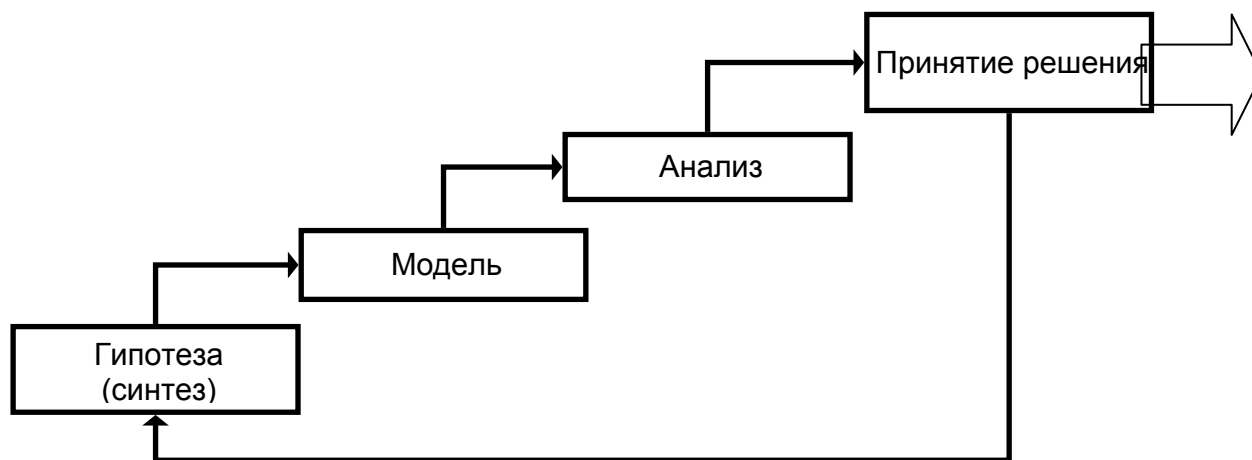 Принятие решения
Анализ
Модель
Гипотеза
(синтез)